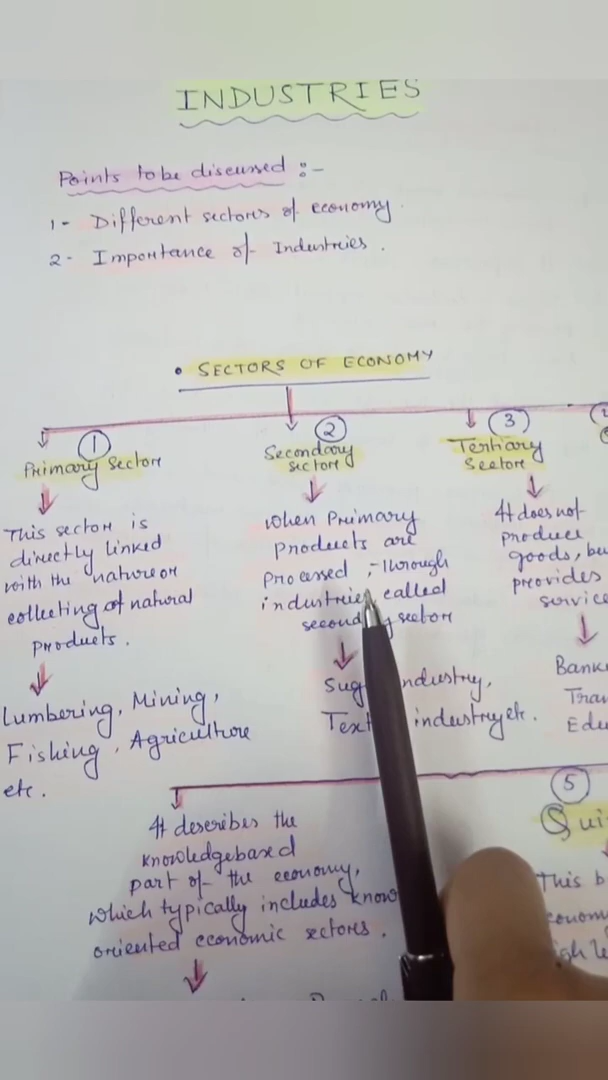 INDUSTRIES
Points to be discussed :-
1- Different sectors of economy.
2- Importance of Industries.
• SECTORS OF ECONOMY
1
Primary Sector
This sector is
directly linked
with the nature or
collecting of natural
products.
Lumbering, Mining,
Fishing, Agriculture
etc.
2
Secondary
sector
When Primary
Products are
Processed through
industries called
sector
industry,
industry etc.
3
Tertiary
Sector
It does not
produce
goods,
provides
It describes the
knowledge based
part of the economy,
which typically includes
oriented economic sectors.
5
This